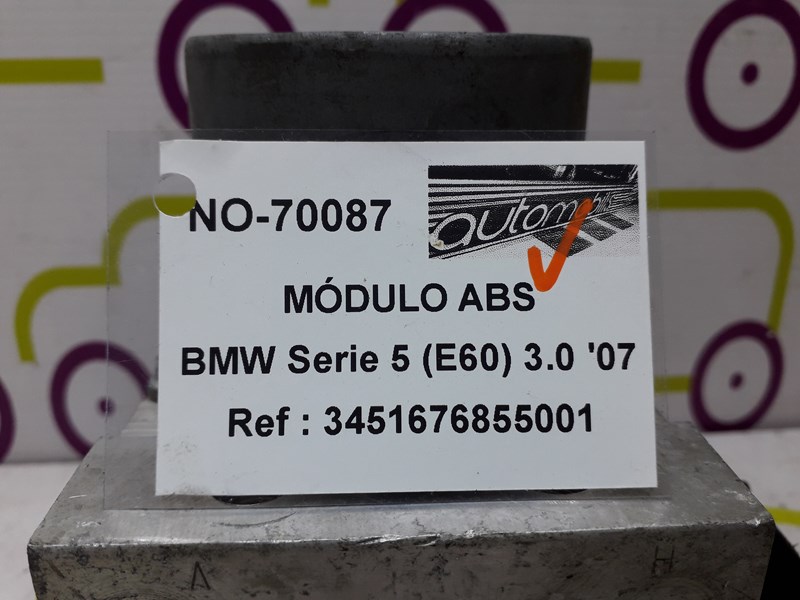 NO-70087
automobile
MÓDULO ABS
BMW Serie 5 (E60) 3.0 '07
Ref : 3451676855001
V
H